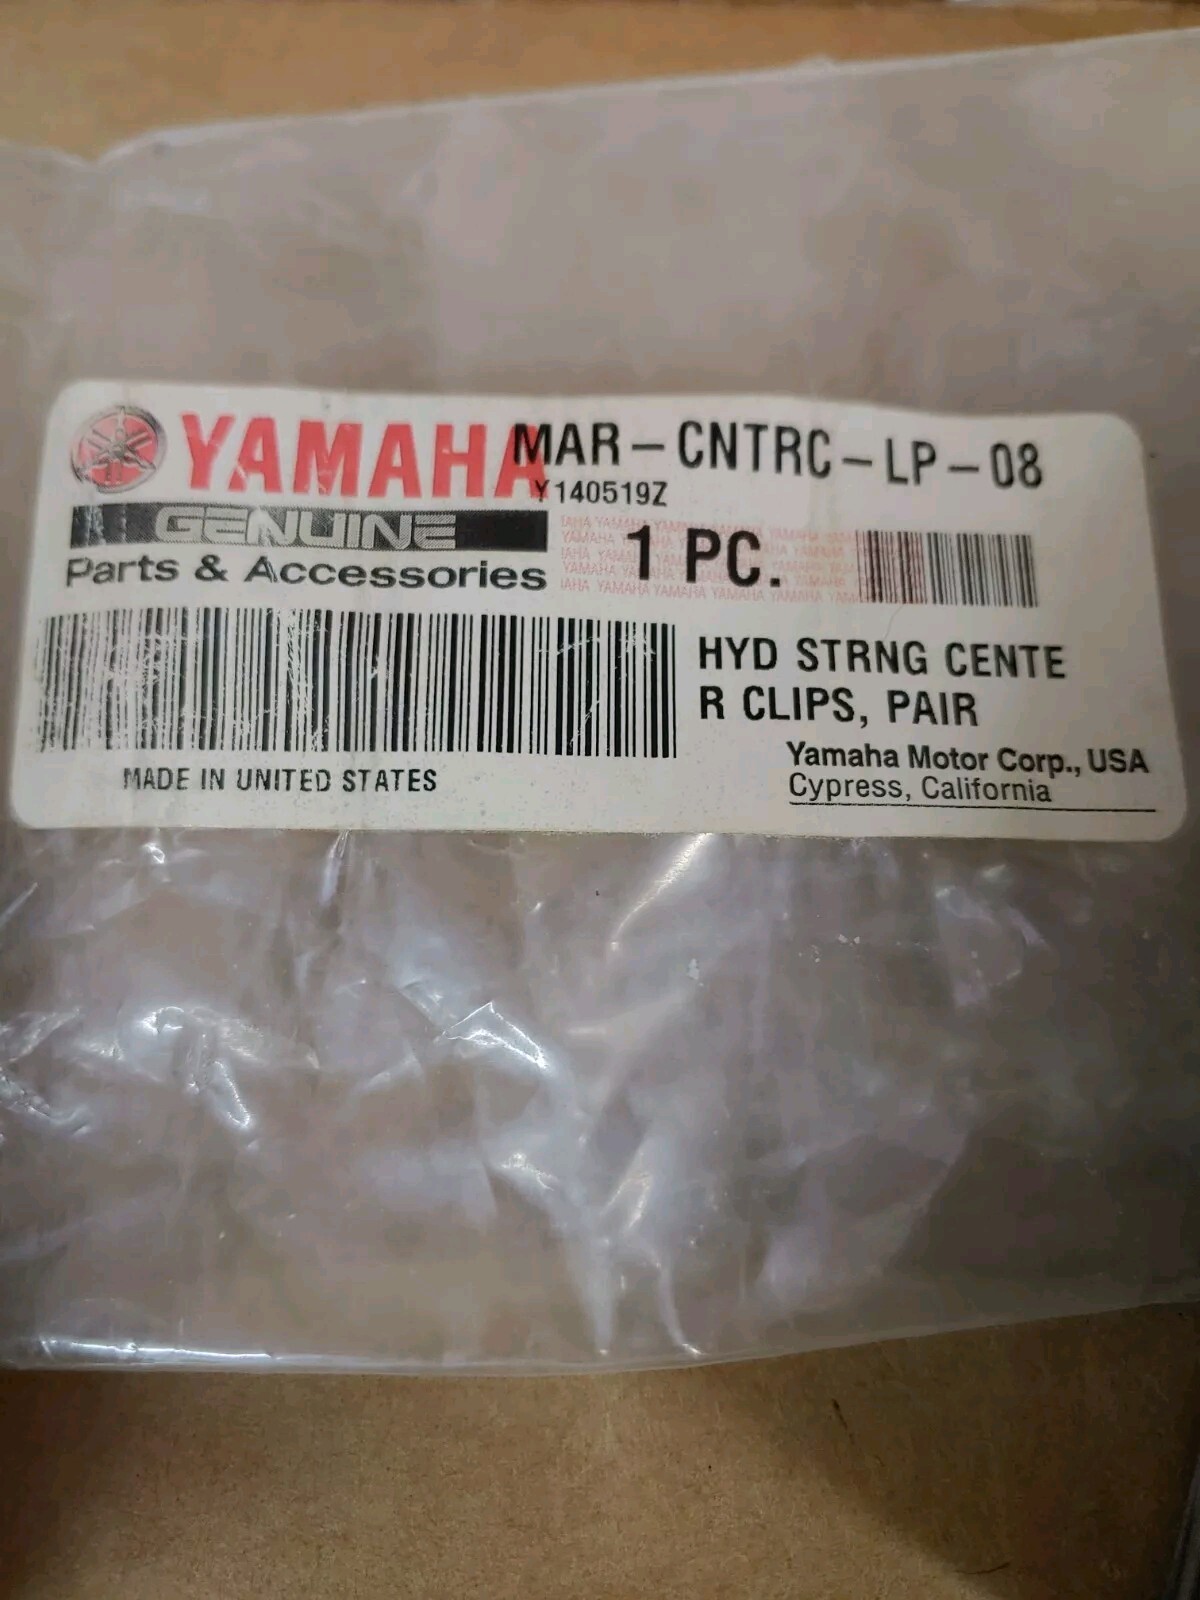 YAMAHA MAR-CNTRC-LP-08
Y140519Z
GENUINE
Parts & Accessories
1 PC.
HYD STRNG CENTE
R CLIPS, PAIR
MADE IN UNITED STATES
Yamaha Motor Corp., USA
Cypress, California